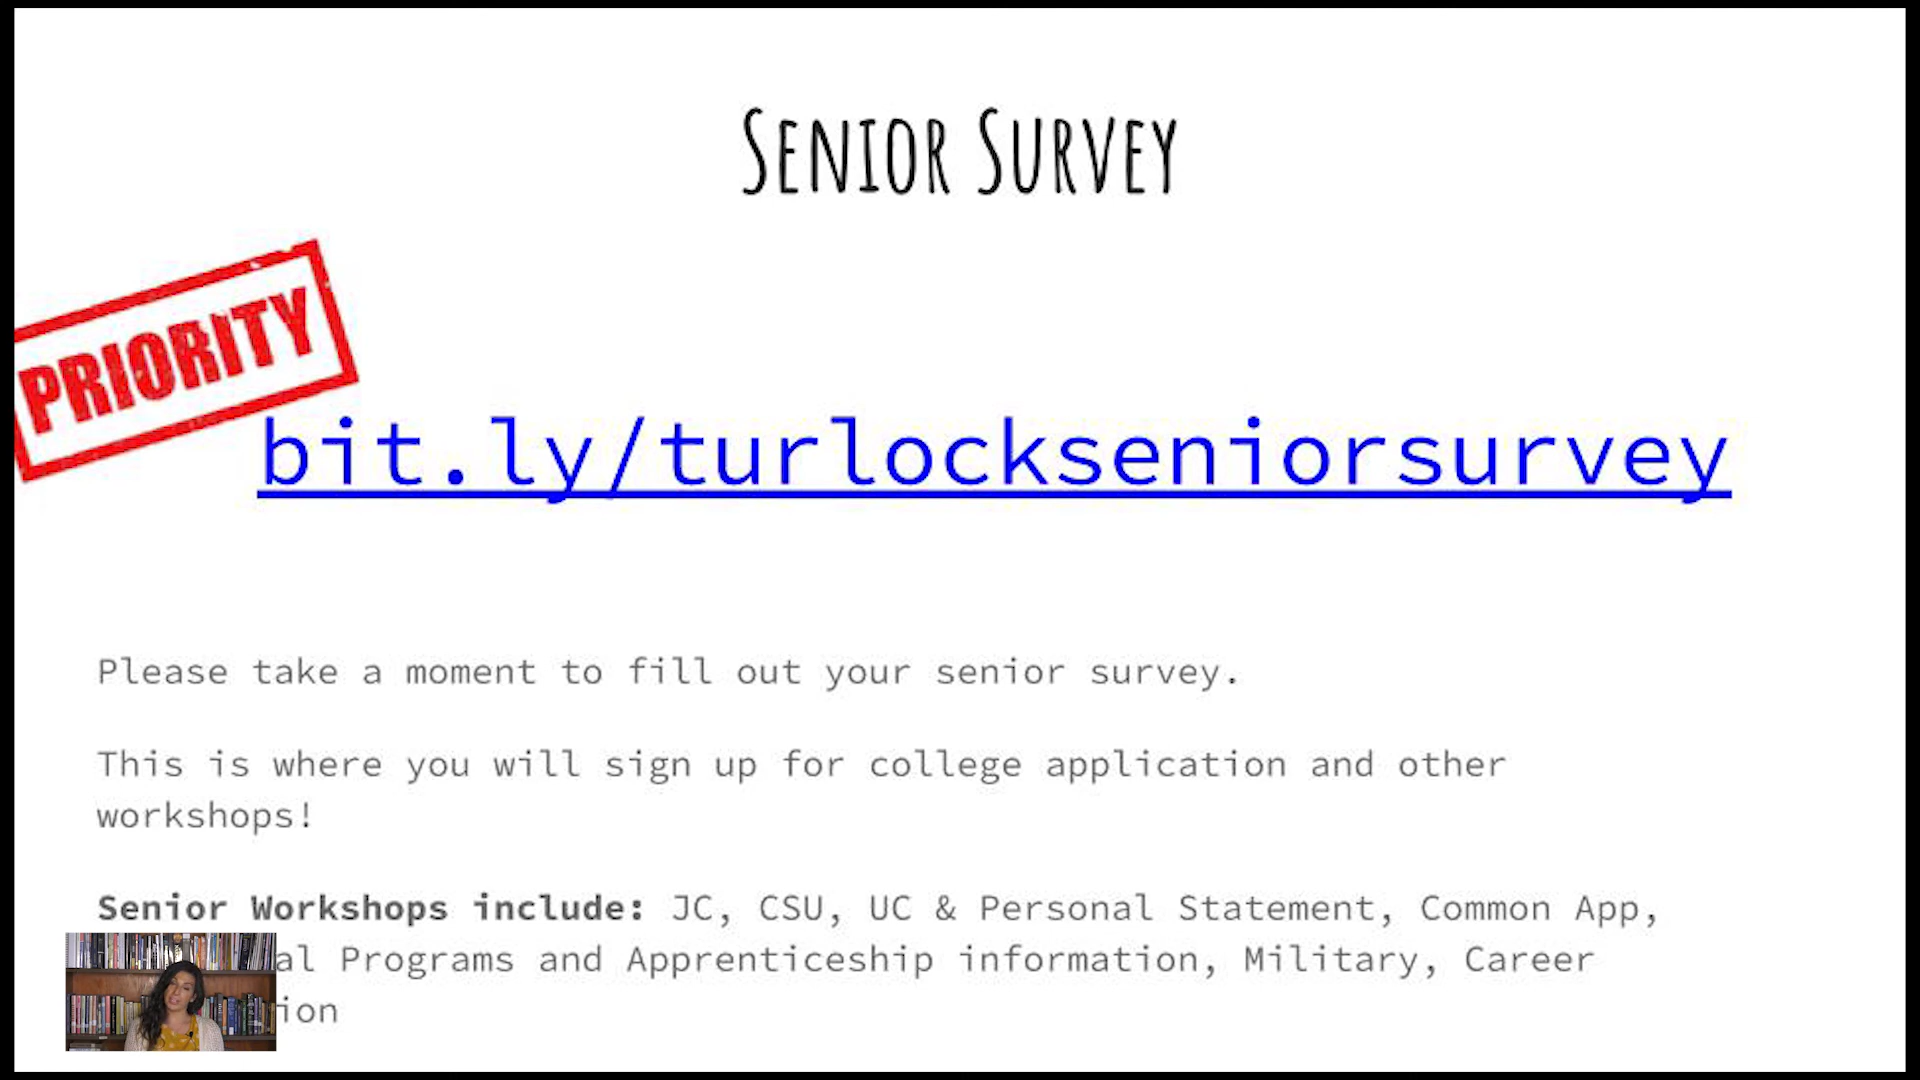 Senior Survey
PRIORITY
bit.ly/turlockseniorsurvey
Please take a moment to fill out your senior survey.
This is where you will sign up for college application and other
workshops!
Senior Workshops include: JC, CSU, UC & Personal Statement, Common App,
Programs and Apprenticeship information, Military, Career